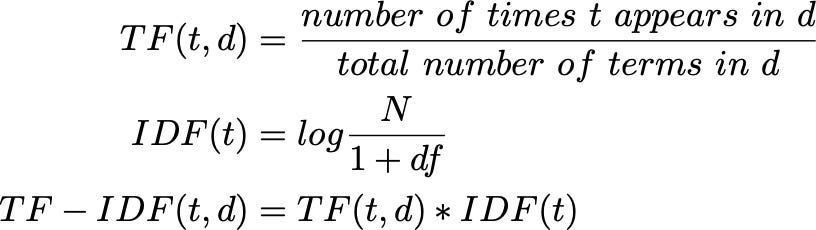 TF(t,d) = number of times t appears in d / total number of terms in d
IDF(t) = log N / 1 + df
TF − IDF(t,d) = TF(t,d) * IDF(t)